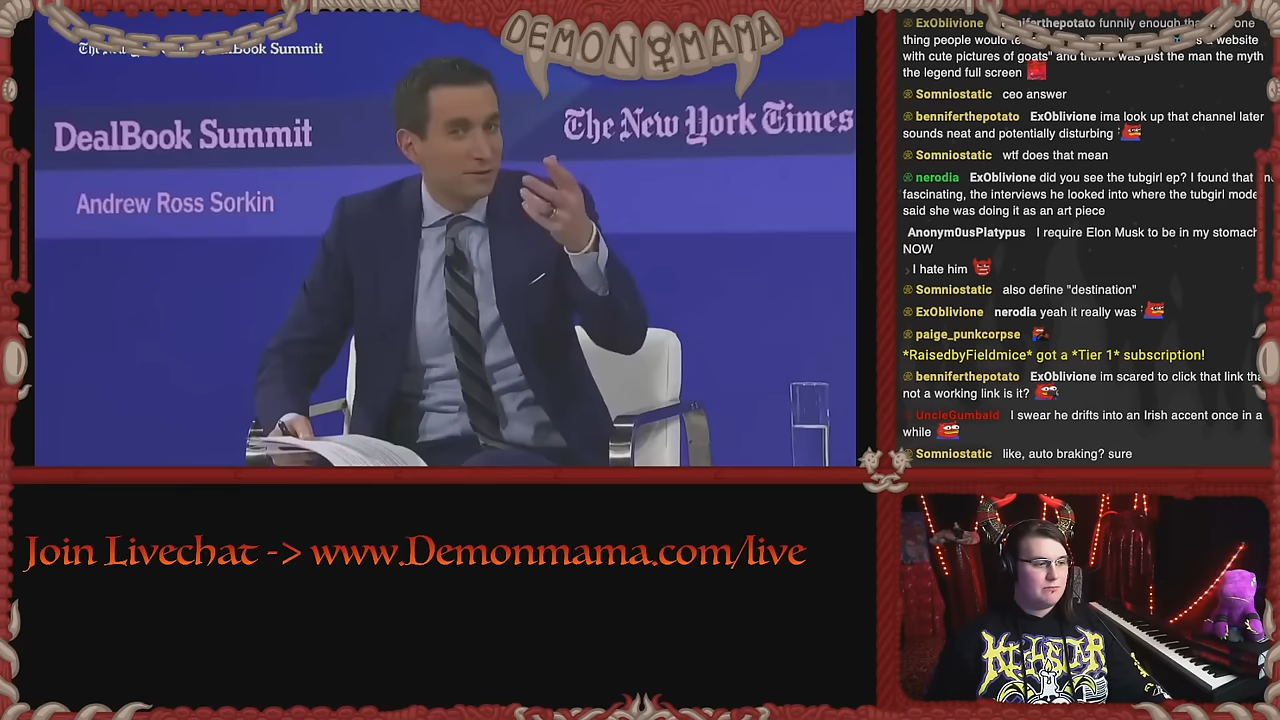 DEMON MAMA
DealBook Summit
DealBook Summit
The New York Times
Andrew Ross Sorkin
ExOblivione niferthepotato funnily enough one
thing people would website
with cute pictures of goats" and then it was just the man the myth
the legend full screen
Somniostatic ceo answer
benniferthepotato ExOblivione ima look up that channel later
sounds neat and potentially disturbing
Somniostatic wtf does that mean
nerodia ExOblivione did you see the tubgirl ep? I found that
fascinating, the interviews he looked into where the tubgirl mode
said she was doing it as an art piece
Anonym0usPlatypus I require Elon Musk to be in my stomach
NOW
I hate him
Somniostatic also define "destination"
ExOblivione nerodia yeah it really was
paige_punkcorpse
*RaisedbyFieldmice* got a *Tier 1* subscription!
benniferthepotato ExOblivione im scared to click that link tha
not a working link is it?
UncleGumbald I swear he drifts into an Irish accent once in a
while
Somniostatic like, auto braking? sure
Join Livechat -> www.Demonmama.com/live